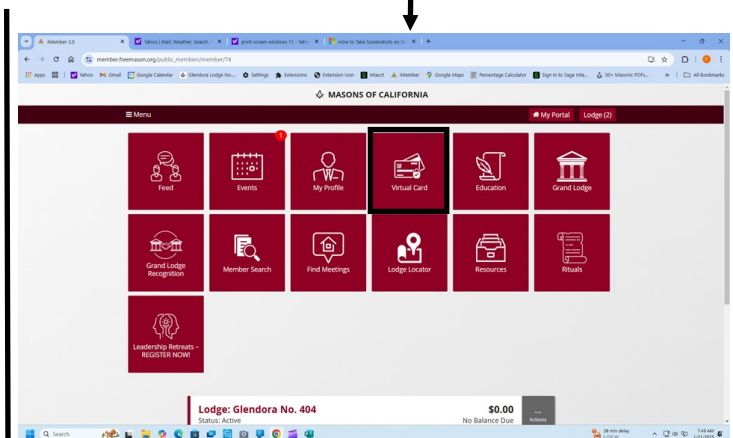 iMember 2.0
Yahoo | Mail, Weather, Search
print screen windows 11 - Yaho
How to Take Screenshots on Wi
member.freemason.org/public_members/member/74
Apps
Yahoo
Gmail
Google Calendar
Glendora Lodge No...
Settings
Extensions
Extension Icon
Intacct
iMember
Google Maps
Percentage Calculator
Sign in to Sage Inta...
50+ Masonic PDFs...
All Bookmarks
MASONS OF CALIFORNIA
Menu
My Portal
Lodge (2)
1
Feed
Events
My Profile
Virtual Card
Education
Grand Lodge
Grand Lodge
Recognition
Member Search
Find Meetings
Lodge Locator
Resources
Rituals
Leadership Retreats –
REGISTER NOW!
Lodge: Glendora No. 404
Status: Active
$0.00
No Balance Due
...
Actions
Search
38 min delay
7:48 AM